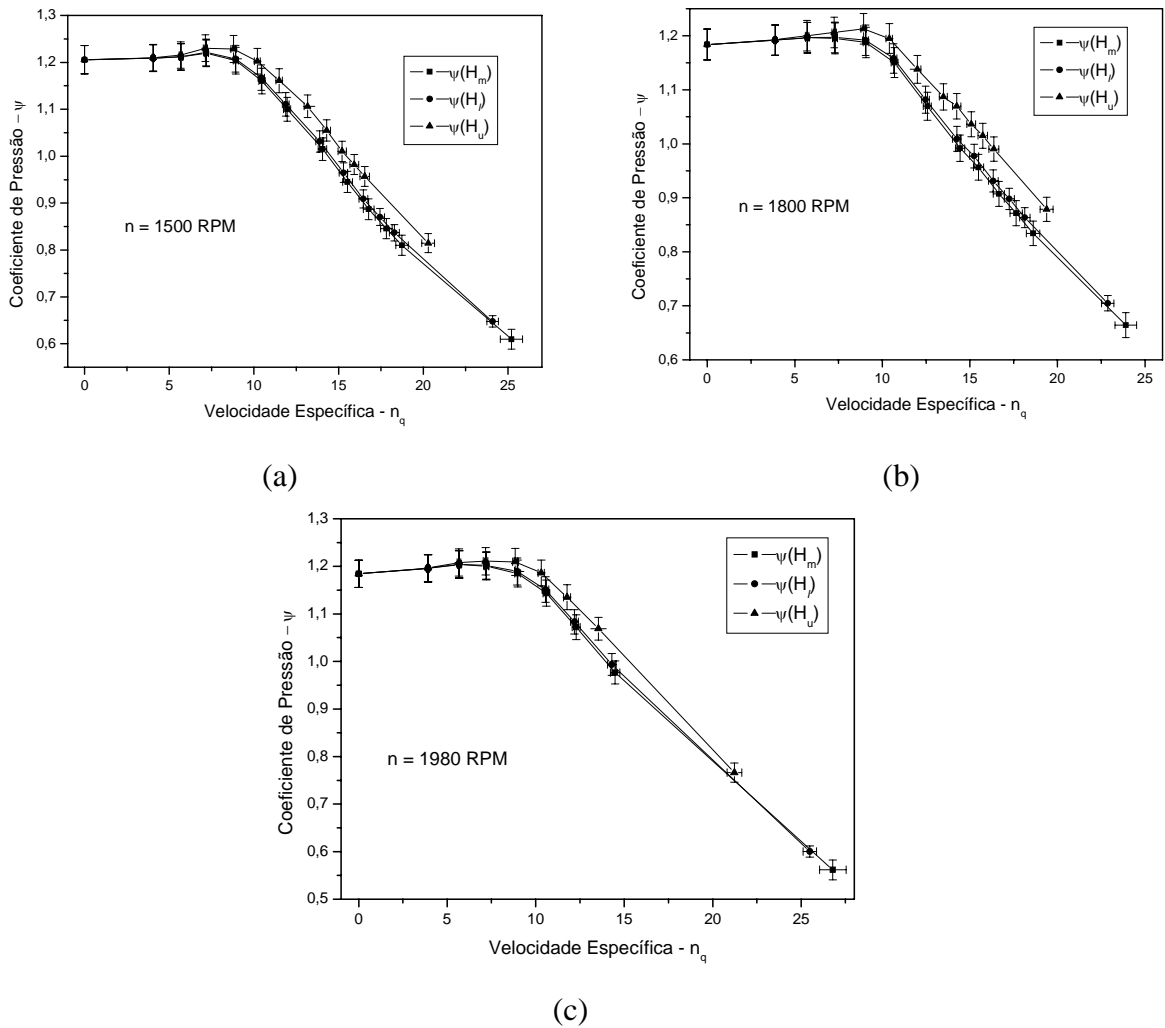 1,3
1,2
1,1
1,0
0,9
0,8
0,7
0,6
Coeficiente de Pressão – ψ
ψ(Hm)
ψ(Hl)
ψ(Hu)
n = 1500 RPM
0 5 10 15 20 25
Velocidade Específica - nq
(a)
1,2
1,1
1,0
0,9
0,8
0,7
0,6
Coeficiente de Pressão – ψ
ψ(Hm)
ψ(Hl)
ψ(Hu)
n = 1800 RPM
0 5 10 15 20 25
Velocidade Específica - nq
(b)
1,3
1,2
1,1
1,0
0,9
0,8
0,7
0,6
0,5
Coeficiente de Pressão – ψ
ψ(Hm)
ψ(Hl)
ψ(Hu)
n = 1980 RPM
0 5 10 15 20 25
Velocidade Específica - nq
(c)